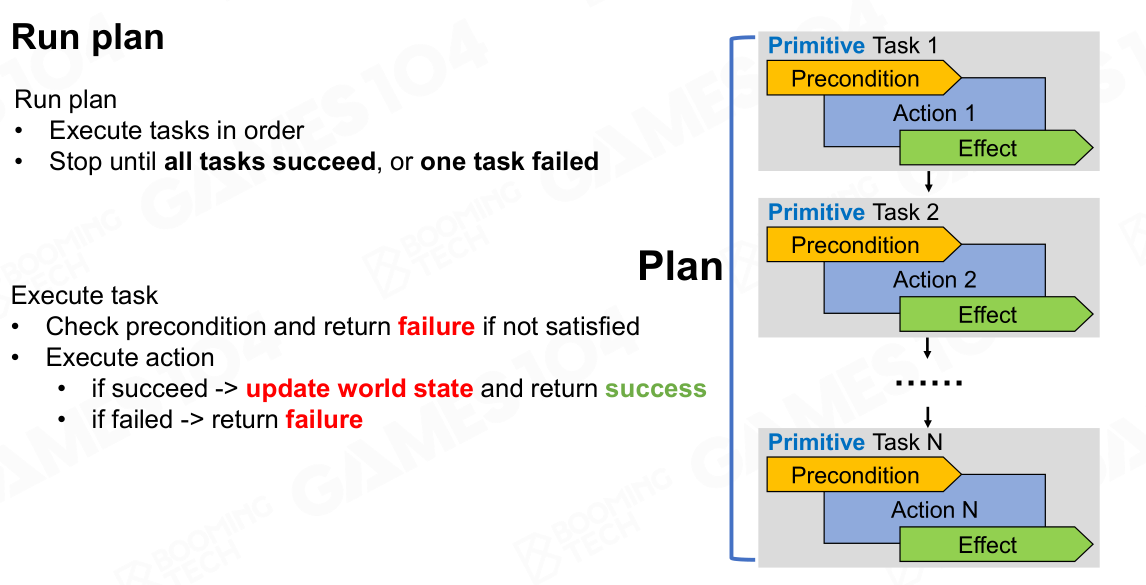 Run plan
Run plan
• Execute tasks in order
• Stop until all tasks succeed, or one task failed
Execute task
• Check precondition and return failure if not satisfied
• Execute action
• if succeed -> update world state and return success
• if failed -> return failure
Plan
Primitive Task 1
Precondition
Action 1
Effect
Primitive Task 2
Precondition
Action 2
Effect
······
Primitive Task N
Precondition
Action N
Effect
GAMES104
BOOMING
TECH